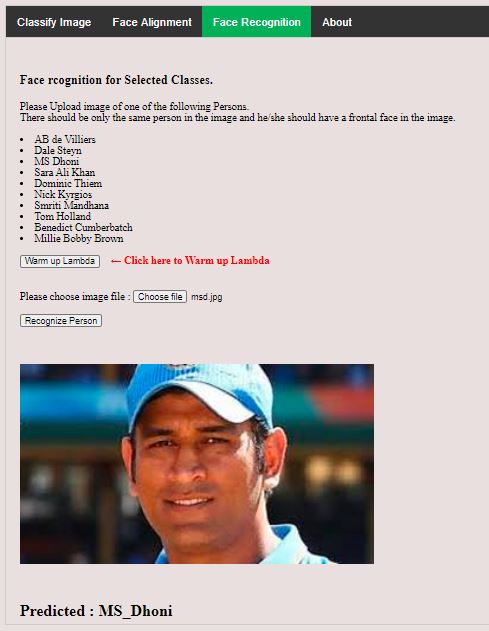 Classify Image Face Alignment Face Recognition About
Face rcognition for Selected Classes.
Please Upload image of one of the following Persons.
There should be only the same person in the image and he/she should have a frontal face in the image.
• AB de Villiers
• Dale Steyn
• MS Dhoni
• Sara Ali Khan
• Dominic Thiem
• Nick Kyrgios
• Smriti Mandhana
• Tom Holland
• Benedict Cumberbatch
• Millie Bobby Brown
Warm up Lambda ← Click here to Warm up Lambda
Please choose image file : Choose file msd.jpg
Recognize Person
Predicted : MS_Dhoni